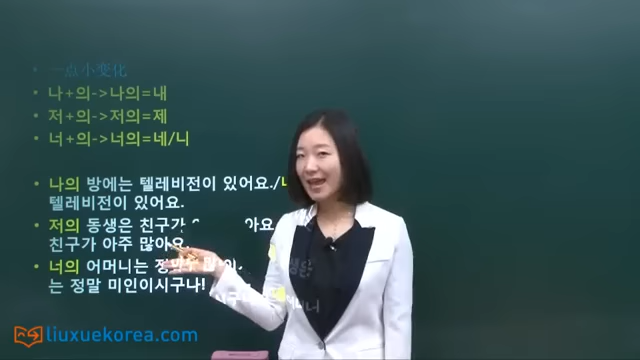 一点小变化
나+의->나의=내
저+의->저의=제
너+의->너의=네/니
나의 방에는 텔레비전이 있어요./
텔레비전이 있어요.
저의 동생은 친구가 아요
친구가 아주 많아요.
너의 어머니는
는 정말 미인이시구나!
liuxuekorea.com